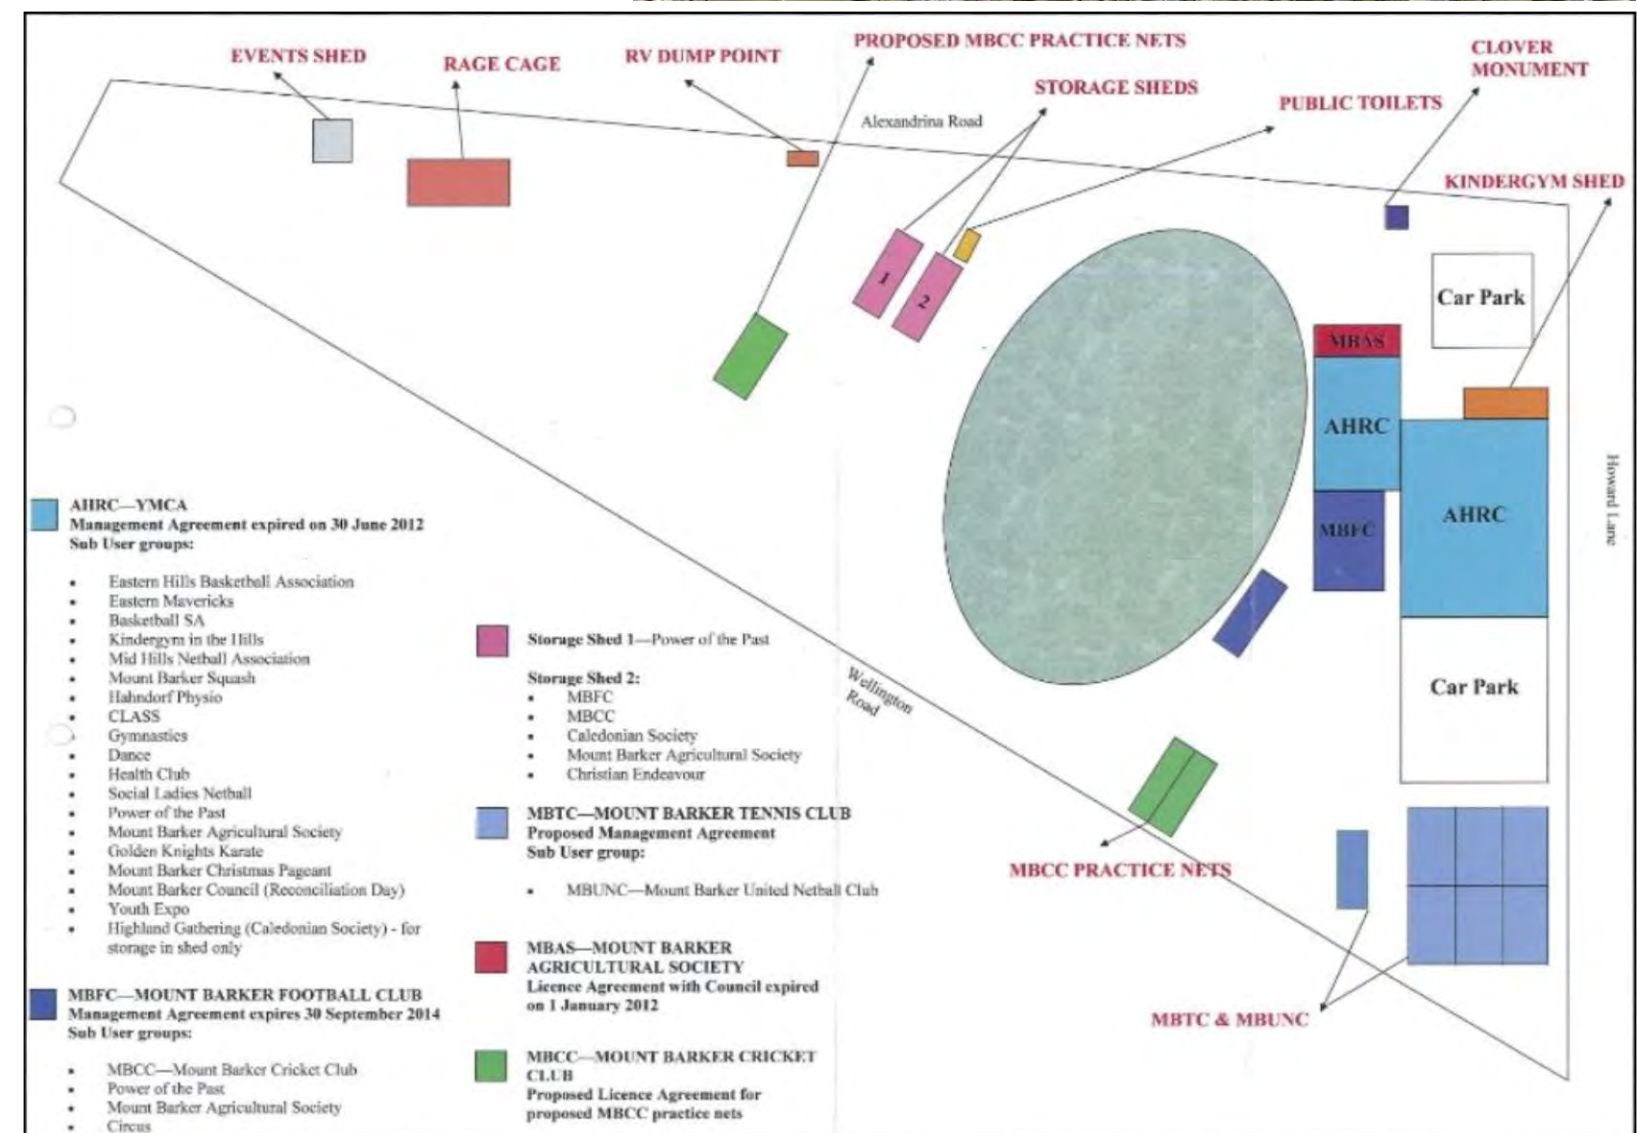 EVENTS SHED
RAGE CAGE
RV DUMP POINT
PROPOSED MBCC PRACTICE NETS
STORAGE SHEDS
CLOVER
MONUMENT
PUBLIC TOILETS
Alexandrina Road
KINDERGYM SHED
1
2
Car Park
MBAS
AHRC
MBFC
AHRC
Howard Lane
Car Park
Wellington
Road
MBCC PRACTICE NETS
MBTC & MBUNC
AHRC—YMCA
Management Agreement expired on 30 June 2012
Sub User groups:
• Eastern Hills Basketball Association
• Eastern Mavericks
• Basketball SA
• Kindergym in the Hills
• Mid Hills Netball Association
• Mount Barker Squash
• Hahndorf Physio
• CLASS
• Gymnastics
• Dance
• Health Club
• Social Ladies Netball
• Power of the Past
• Mount Barker Agricultural Society
• Golden Knights Karate
• Mount Barker Christmas Pageant
• Mount Barker Council (Reconciliation Day)
• Youth Expo
• Highland Gathering (Caledonian Society) - for
storage in shed only
MBFC—MOUNT BARKER FOOTBALL CLUB
Management Agreement expires 30 September 2014
Sub User groups:
• MBCC—Mount Barker Cricket Club
• Power of the Past
• Mount Barker Agricultural Society
• Circus
Storage Shed 1—Power of the Past
Storage Shed 2:
• MBFC
• MBCC
• Caledonian Society
• Mount Barker Agricultural Society
• Christian Endeavour
MBTC—MOUNT BARKER TENNIS CLUB
Proposed Management Agreement
Sub User group:
• MBUNC—Mount Barker United Netball Club
MBAS—MOUNT BARKER
AGRICULTURAL SOCIETY
Licence Agreement with Council expired
on 1 January 2012
MBCC—MOUNT BARKER CRICKET
CLUB
Proposed Licence Agreement for
proposed MBCC practice nets